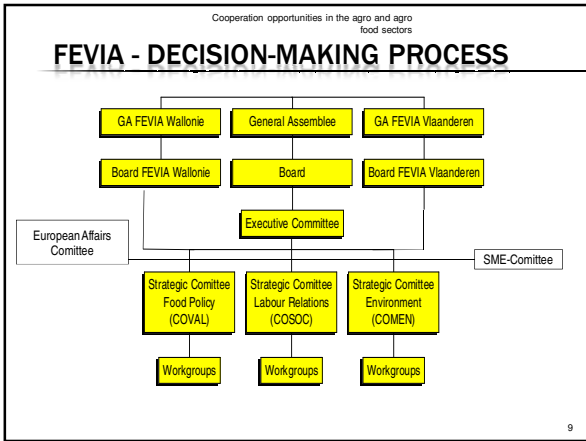 Cooperation opportunities in the agro and agro
food sectors
FEVIA - DECISION-MAKING PROCESS
GA FEVIA Wallonie
General Assemblee
GA FEVIA Vlaanderen
Board FEVIA Wallonie
Board
Board FEVIA Vlaanderen
Executive Committee
European Affairs
Comittee
SME-Comittee
Strategic Comittee
Food Policy
(COVAL)
Strategic Comittee
Labour Relations
(COSOC)
Strategic Comittee
Environment
(COMEN)
Workgroups
Workgroups
Workgroups
9